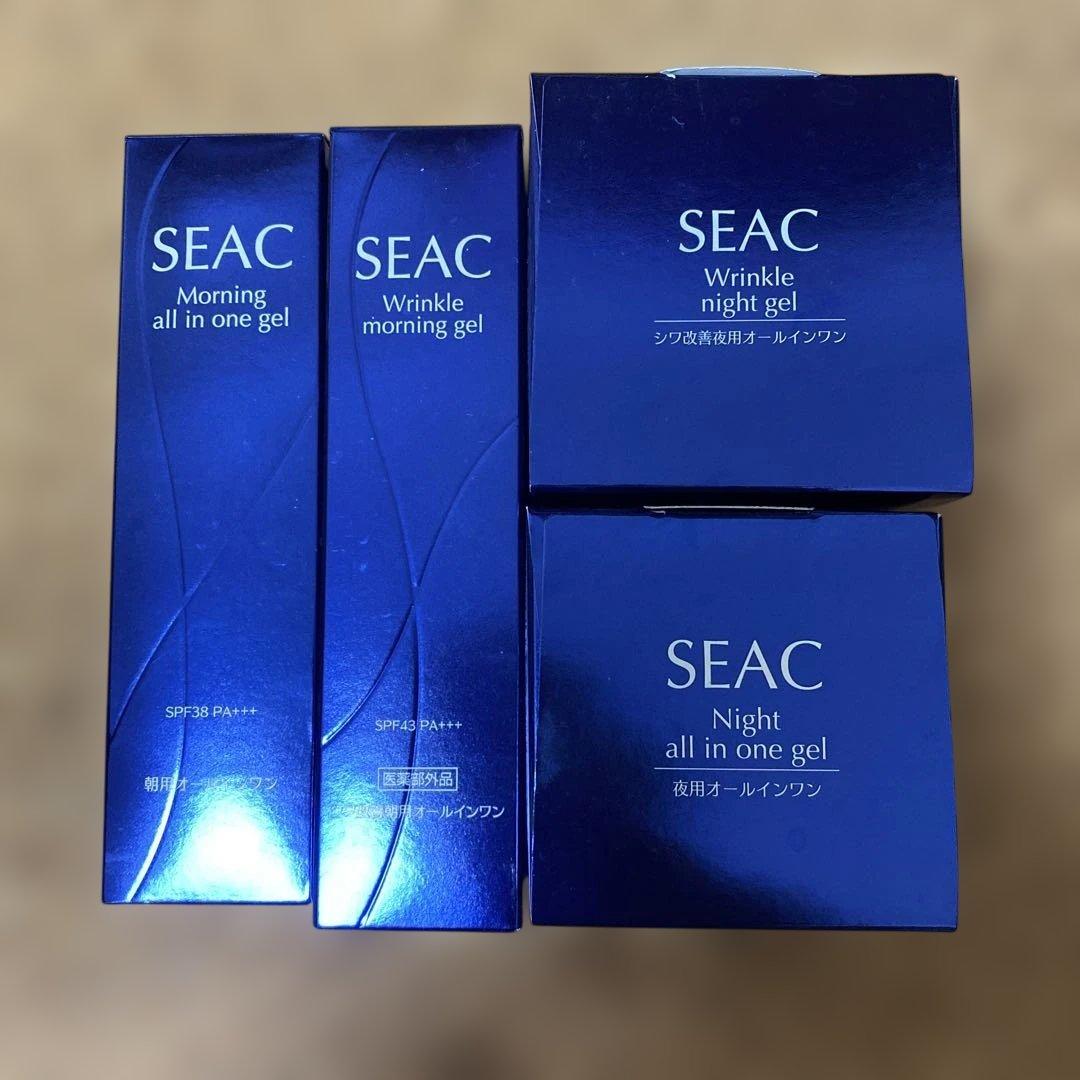 SEAC
Morning
all in one gel
SPF38 PA+++
朝用オールインワン
SEAC
Wrinkle
morning gel
SPF43 PA+++
医薬部外品
朝用オールインワン
SEAC
Wrinkle
night gel
シワ改善夜用オールインワン
SEAC
Night
all in one gel
夜用オールインワン